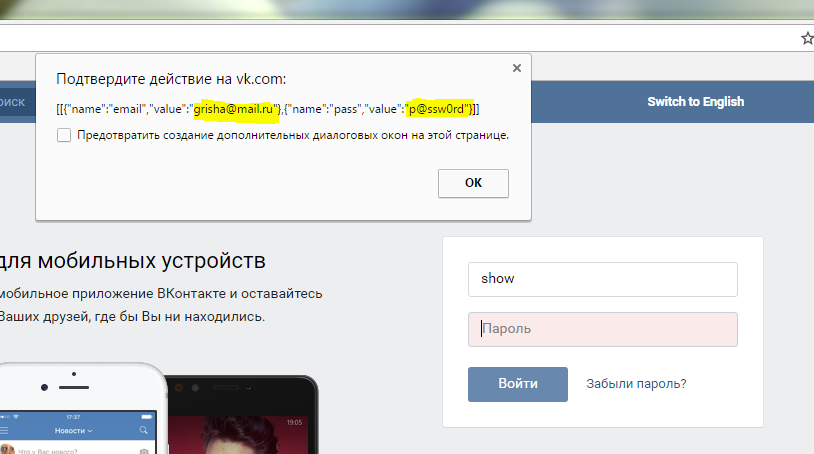 Подтвердите действие на vk.com:
[[{"name":"email","value":"grisha@mail.ru"},{"name":"pass","value":"p@ssw0rd"}]]
Предотвратить создание дополнительных диалоговых окон на этой странице.
ОК
Switch to English
для мобильных устройств
мобильное приложение ВКонтакте и оставайтесь
Ваших друзей, где бы Вы ни находились.
show
Пароль
Войти
Забыли пароль?
17:37
Новости
Что у Вас нового?
19:05